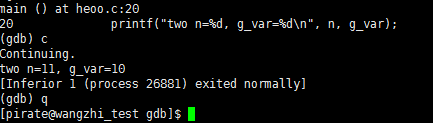 main () at heoo.c:20
20              printf("two n=%d, g_var=%d\n", n, g_var);
(gdb) c
Continuing.
two n=11, g_var=10
[Inferior 1 (process 26881) exited normally]
(gdb) q
[pirate@wangzhi_test gdb]$